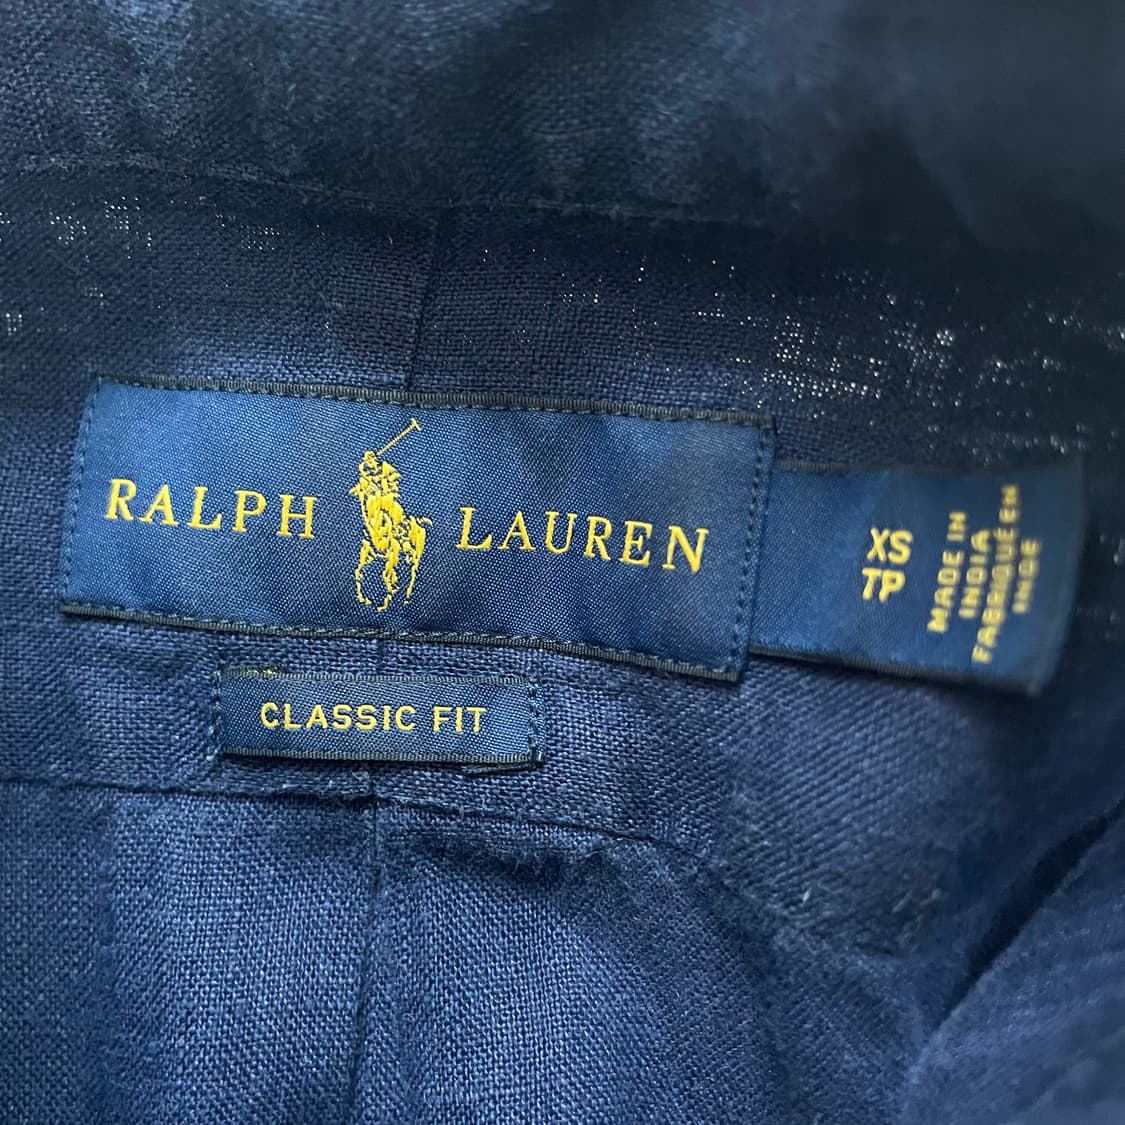 RALPH LAUREN
XS
TP
MADE IN
INDIA
FABRIQUÉ EN
INDE
CLASSIC FIT